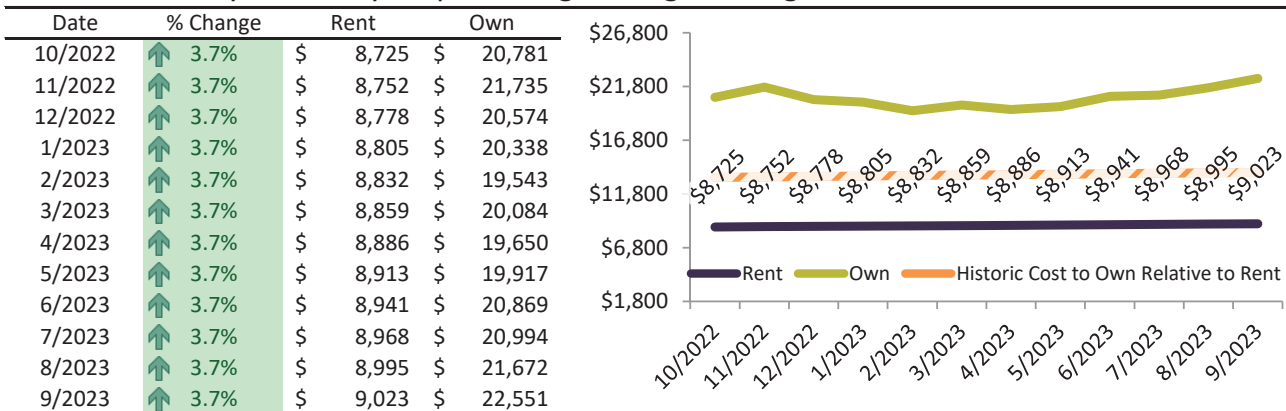 Date % Change Rent Own
10/2022 3.7% $ 8,725 $ 20,781
11/2022 3.7% $ 8,752 $ 21,735
12/2022 3.7% $ 8,778 $ 20,574
1/2023 3.7% $ 8,805 $ 20,338
2/2023 3.7% $ 8,832 $ 19,543
3/2023 3.7% $ 8,859 $ 20,084
4/2023 3.7% $ 8,886 $ 19,650
5/2023 3.7% $ 8,913 $ 19,917
6/2023 3.7% $ 8,941 $ 20,869
7/2023 3.7% $ 8,968 $ 20,994
8/2023 3.7% $ 8,995 $ 21,672
9/2023 3.7% $ 9,023 $ 22,551
$26,800
$21,800
$16,800
$11,800
$6,800
$1,800
$8,725 $8,752 $8,778 $8,805 $8,832 $8,859 $8,886 $8,913 $8,941 $8,968 $8,995 $9,023
Rent Own Historic Cost to Own Relative to Rent
10/2022 11/2022 12/2022 1/2023 2/2023 3/2023 4/2023 5/2023 6/2023 7/2023 8/2023 9/2023